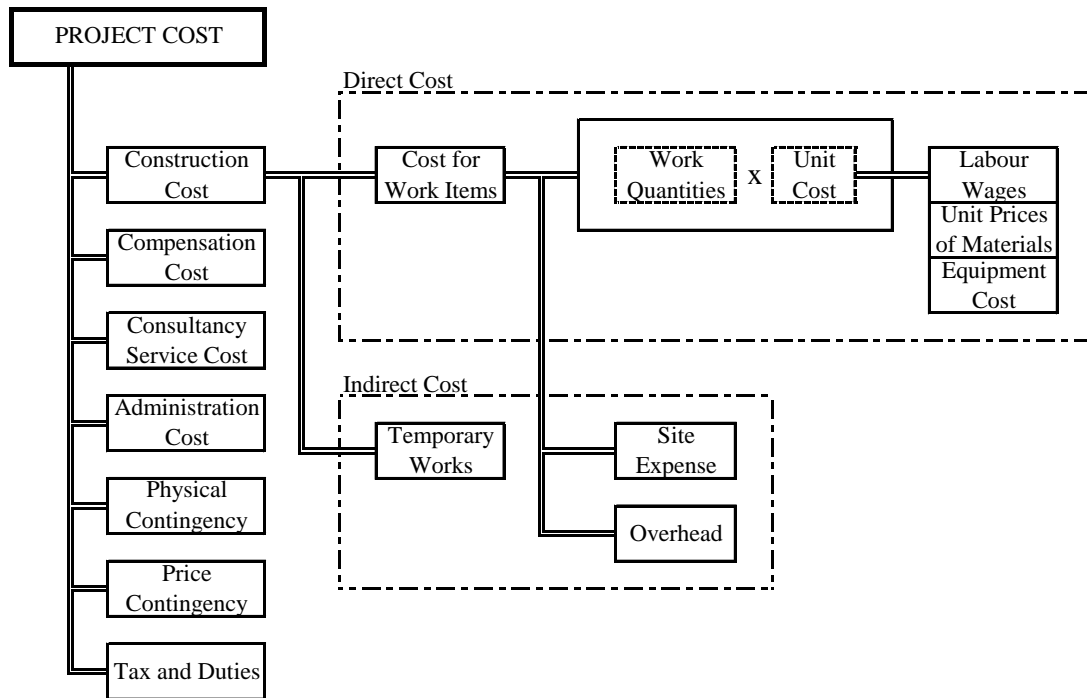 PROJECT COST
Direct Cost
Construction
Cost
Cost for
Work Items
Work
Quantities
x
Unit
Cost
Labour
Wages
Unit Prices
of Materials
Equipment
Cost
Compensation
Cost
Consultancy
Service Cost
Indirect Cost
Administration
Cost
Temporary
Works
Site
Expense
Physical
Contingency
Overhead
Price
Contingency
Tax and Duties